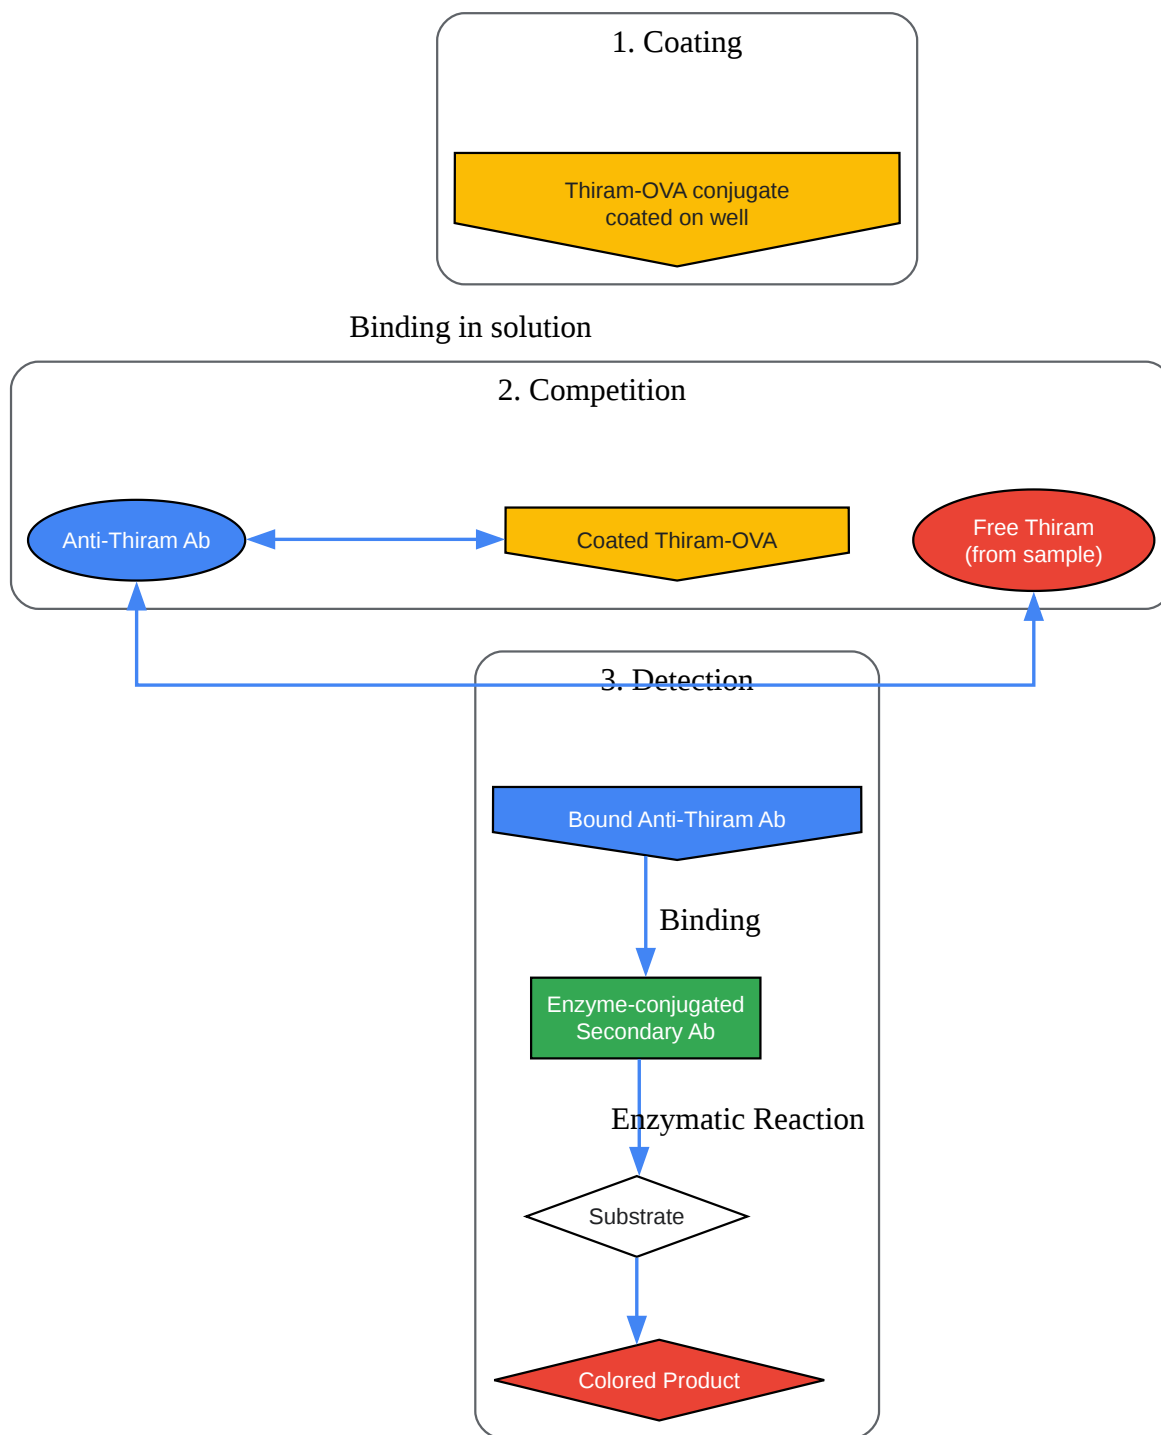 1. Coating
Thiram-OVA conjugate
coated on well
Binding in solution
2. Competition
Anti-Thiram Ab
Coated Thiram-OVA
Free Thiram
(from sample)
3. Detection
Bound Anti-Thiram Ab
Binding
Enzyme-conjugated
Secondary Ab
Enzymatic Reaction
Substrate
Colored Product